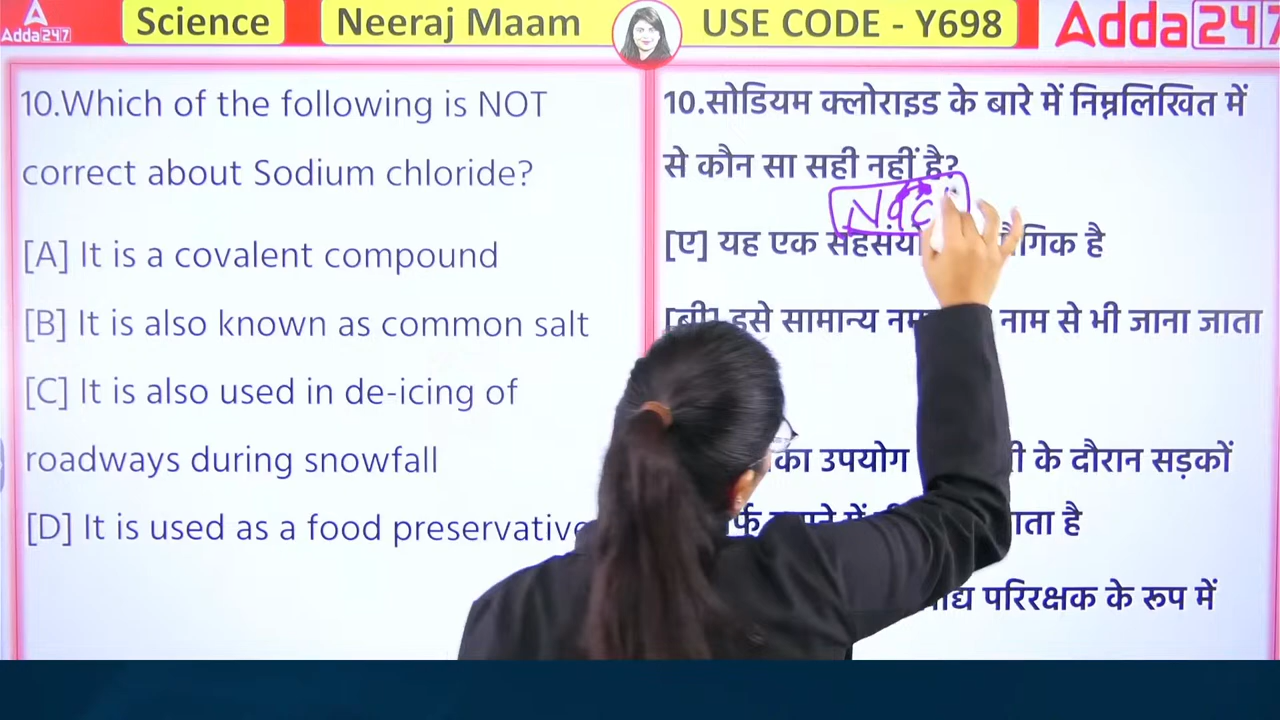 Adda247
Science
Neeraj Maam
USE CODE - Y698
Adda247
10.Which of the following is NOT
correct about Sodium chloride?
[A] It is a covalent compound
[B] It is also known as common salt
[C] It is also used in de-icing of
roadways during snowfall
[D] It is used as a food preservative
10.सोडियम क्लोराइड के बारे में निम्नलिखित में
से कौन सा सही नहीं है?
[ए] यह एक है
[बी] इसे सामान्य नाम से भी जाना जाता
उपयोग के दौरान सड़कों
है
परिरक्षक के रूप में